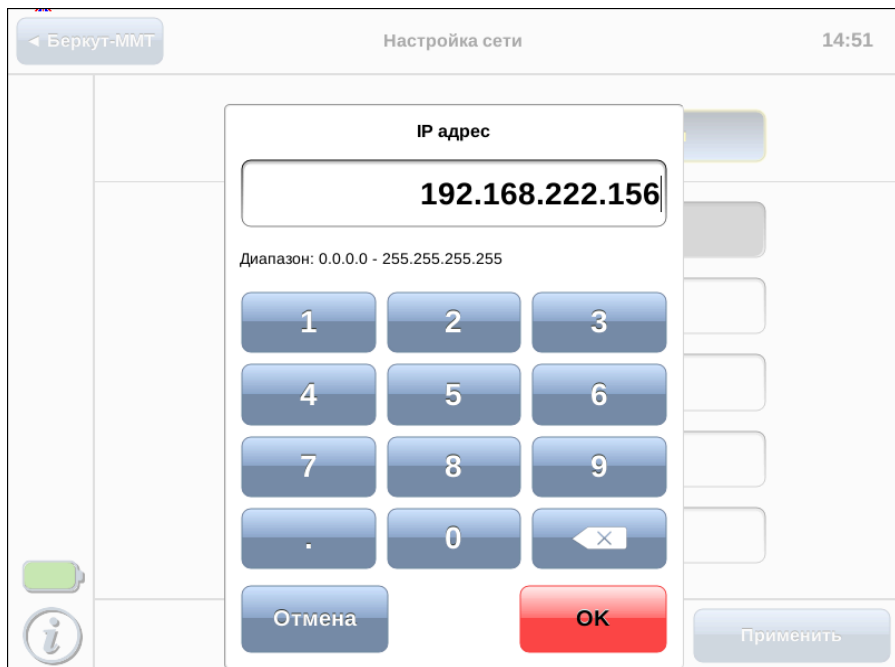 ◄ Беркут-ММТ
Настройка сети
14:51
IP адрес
192.168.222.156
Диапазон: 0.0.0.0 - 255.255.255.255
1 2 3
4 5 6
7 8 9
. 0
Отмена
OK
Применить
i